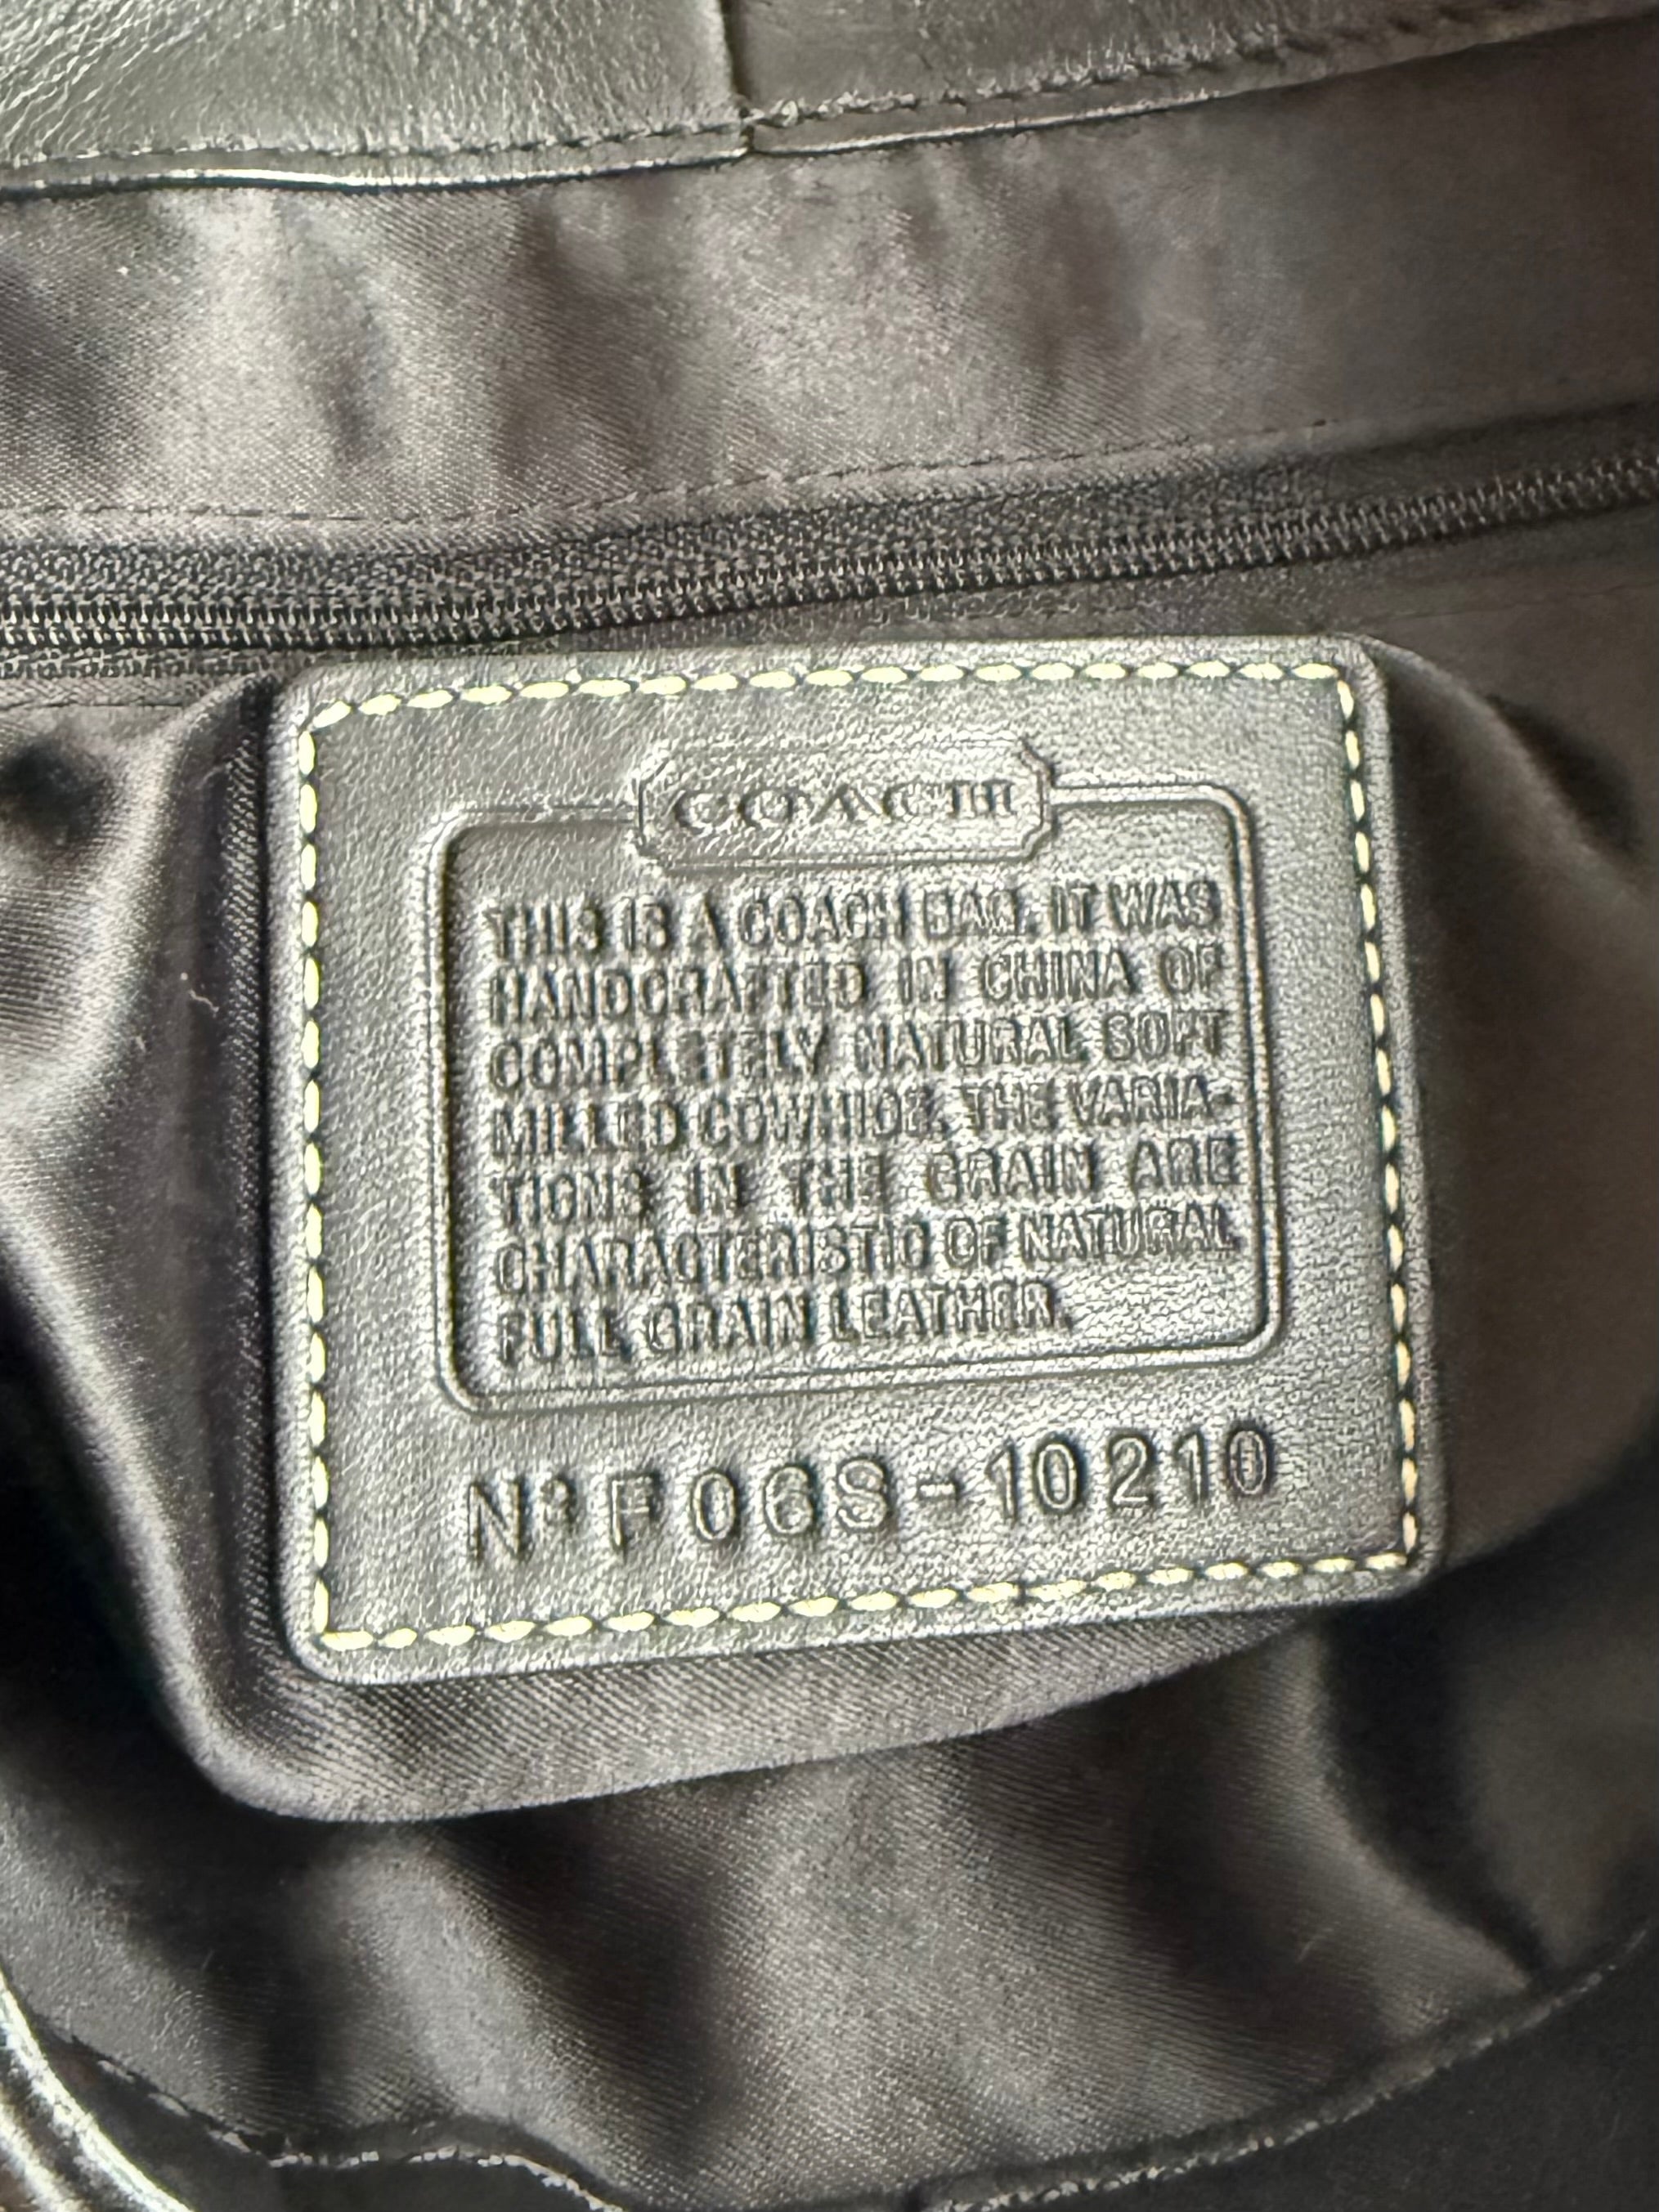 COACH
THIS IS A COACH BAG. IT WAS
HANDCRAFTED IN CHINA OF
COMPLETELY NATURAL SOFT
MILLED COWHIDE. THE VARIA-
TIONS IN THE GRAIN ARE
CHARACTERISTIC OF NATURAL
FULL GRAIN LEATHER.
Nº F06S-10210